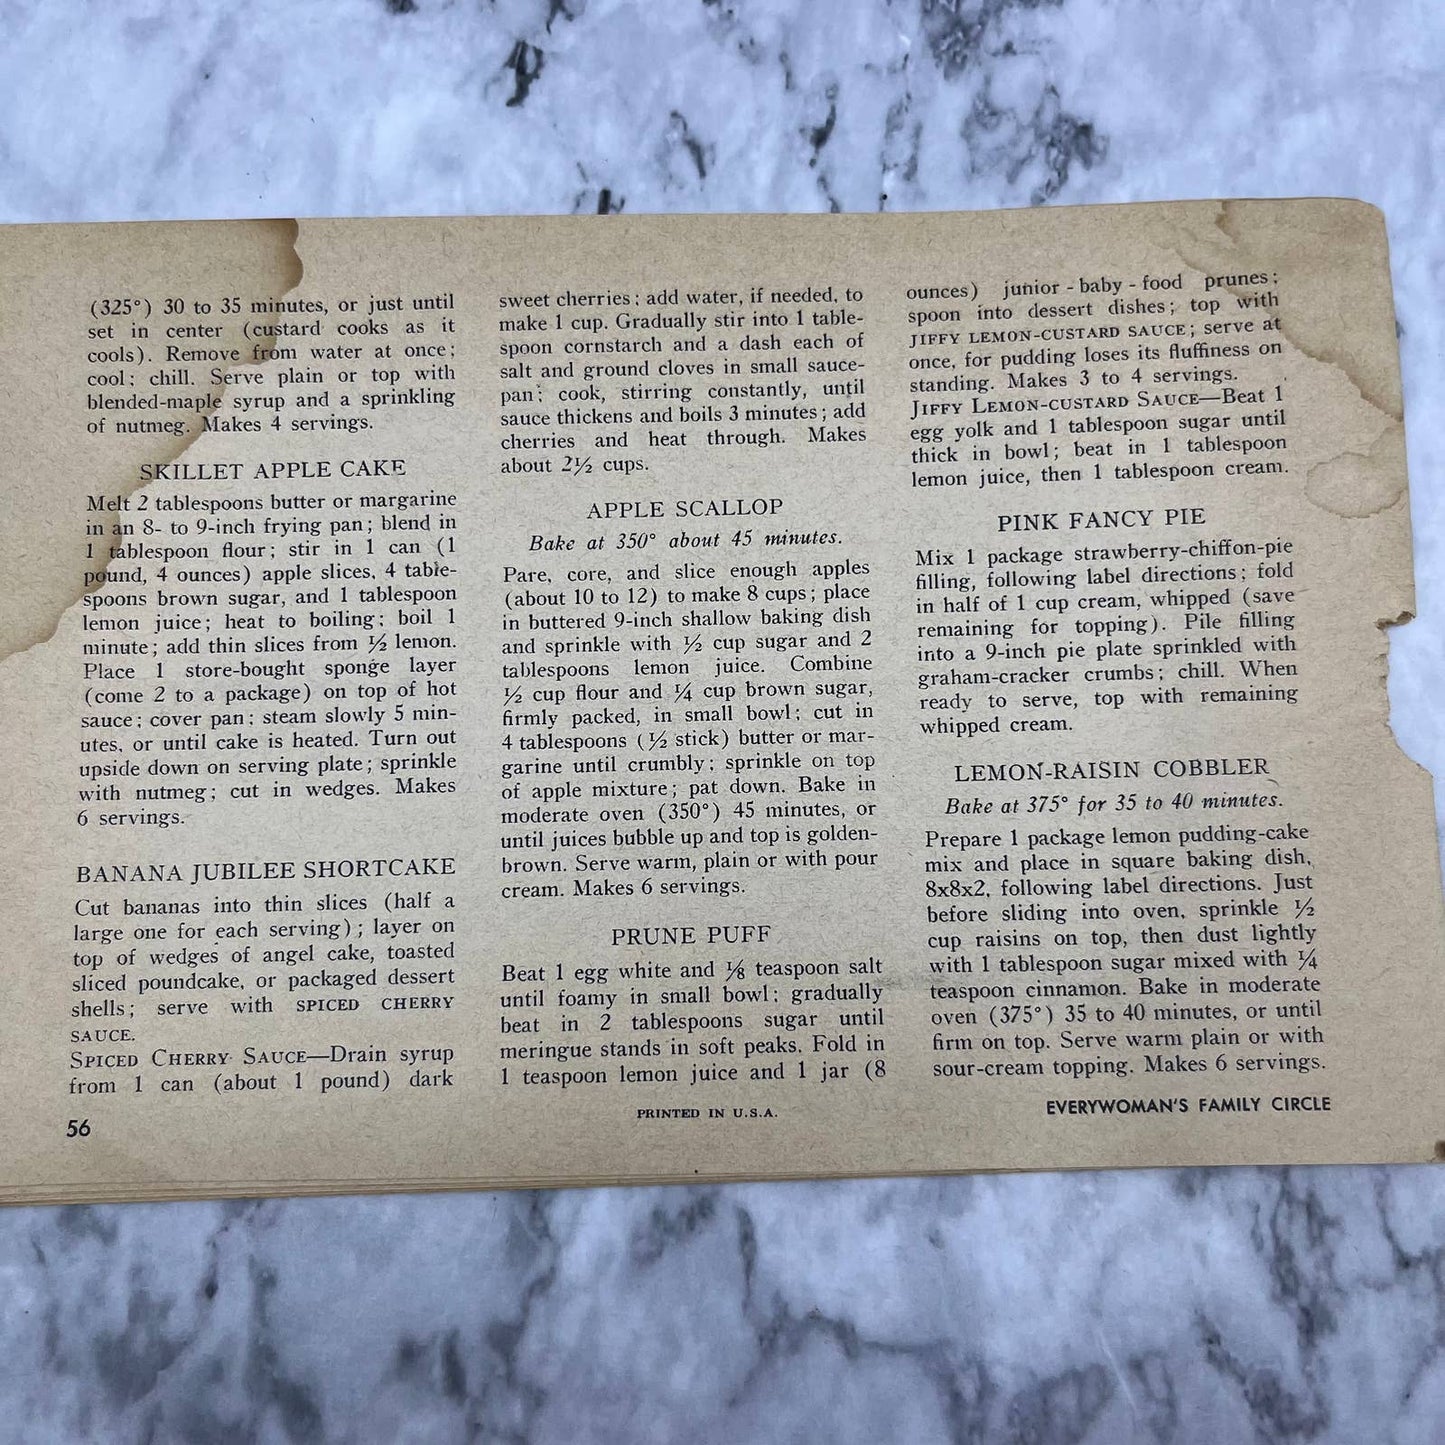 (325°) 30 to 35 minutes, or just until
set in center (custard cooks as it
cools). Remove from water at once;
cool; chill. Serve plain or top with
blended-maple syrup and a sprinkling
of nutmeg. Makes 4 servings.
SKILLET APPLE CAKE
Melt 2 tablespoons butter or margarine
in an 8- to 9-inch frying pan; blend in
1 tablespoon flour; stir in 1 can (1
pound, 4 ounces) apple slices, 4 table-
spoons brown sugar, and 1 tablespoon
lemon juice; heat to boiling; boil 1
minute; add thin slices from ½ lemon.
Place 1 store-bought sponge layer
(come 2 to a package) on top of hot
sauce; cover pan; steam slowly 5 min-
utes, or until cake is heated. Turn out
upside down on serving plate; sprinkle
with nutmeg; cut in wedges. Makes
6 servings.
BANANA JUBILEE SHORTCAKE
Cut bananas into thin slices (half a
large one for each serving); layer on
top of wedges of angel cake, toasted
sliced poundcake, or packaged dessert
shells; serve with SPICED CHERRY
SAUCE.
SPICED CHERRY SAUCE—Drain syrup
from 1 can (about 1 pound) dark
56
sweet cherries; add water, if needed, to
make 1 cup. Gradually stir into 1 table-
spoon cornstarch and a dash each of
salt and ground cloves in small sauce-
pan; cook, stirring constantly, until
sauce thickens and boils 3 minutes; add
cherries and heat through. Makes
about 2½ cups.
APPLE SCALLOP
Bake at 350° about 45 minutes.
Pare, core, and slice enough apples
(about 10 to 12) to make 8 cups; place
in buttered 9-inch shallow baking dish
and sprinkle with ½ cup sugar and 2
tablespoons lemon juice. Combine
½ cup flour and ¼ cup brown sugar,
firmly packed, in small bowl; cut in
4 tablespoons (½ stick) butter or mar-
garine until crumbly; sprinkle on top
of apple mixture; pat down. Bake in
moderate oven (350°) 45 minutes, or
until juices bubble up and top is golden-
brown. Serve warm, plain or with pour
cream. Makes 6 servings.
PRUNE PUFF
Beat 1 egg white and ⅛ teaspoon salt
until foamy in small bowl; gradually
beat in 2 tablespoons sugar until
meringue stands in soft peaks. Fold in
1 teaspoon lemon juice and 1 jar (8
PRINTED IN U.S.A.
ounces) junior-baby-food prunes;
spoon into dessert dishes; top with
JIFFY LEMON-CUSTARD SAUCE; serve at
once, for pudding loses its fluffiness on
standing. Makes 3 to 4 servings.
JIFFY LEMON-CUSTARD SAUCE—Beat 1
egg yolk and 1 tablespoon sugar until
thick in bowl; beat in 1 tablespoon
lemon juice, then 1 tablespoon cream.
PINK FANCY PIE
Mix 1 package strawberry-chiffon-pie
filling, following label directions; fold
in half of 1 cup cream, whipped (save
remaining for topping). Pile filling
into a 9-inch pie plate sprinkled with
graham-cracker crumbs; chill. When
ready to serve, top with remaining
whipped cream.
LEMON-RAISIN COBBLER
Bake at 375° for 35 to 40 minutes.
Prepare 1 package lemon pudding-cake
mix and place in square baking dish,
8x8x2, following label directions. Just
before sliding into oven, sprinkle ½
cup raisins on top, then dust lightly
with 1 tablespoon sugar mixed with ¼
teaspoon cinnamon. Bake in moderate
oven (375°) 35 to 40 minutes, or until
firm on top. Serve warm plain or with
sour-cream topping. Makes 6 servings.
EVERYWOMAN'S FAMILY CIRCLE